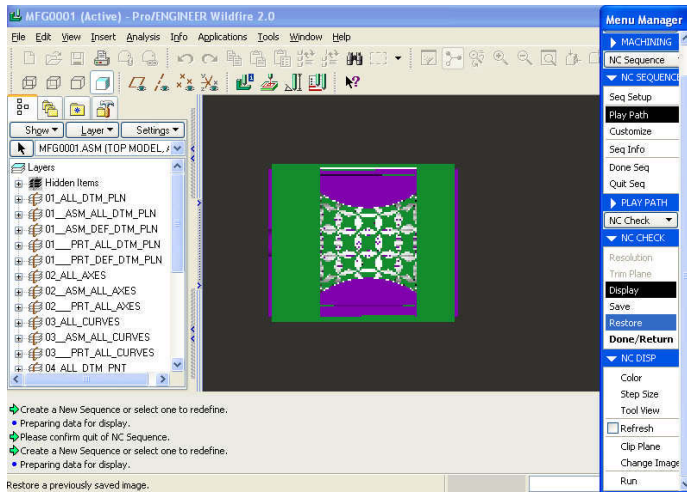 MFG0001 (Active) - Pro/ENGINEER Wildfire 2.0
File Edit View Insert Analysis Info Applications Tools Window Help
Show Layer Settings
MFG0001.ASM (TOP MODEL,
Layers
Hidden Items
01_ALL_DTM_PLN
01__ASM_ALL_DTM_PLN
01__ASM_DEF_DTM_PLN
01___PRT_ALL_DTM_PLN
01___PRT_DEF_DTM_PLN
02_ALL_AXES
02__ASM_ALL_AXES
02___PRT_ALL_AXES
03_ALL_CURVES
03__ASM_ALL_CURVES
03___PRT_ALL_CURVES
04 ALL DTM PNT
Create a New Sequence or select one to redefine.
Preparing data for display.
Please confirm quit of NC Sequence.
Create a New Sequence or select one to redefine.
Preparing data for display.
Restore a previously saved image.
Menu Manager
MACHINING
NC Sequence
NC SEQUENCE
Seq Setup
Play Path
Customize
Seq Info
Done Seq
Quit Seq
PLAY PATH
NC Check
NC CHECK
Resolution
Trim Plane
Display
Save
Restore
Done/Return
NC DISP
Color
Step Size
Tool View
Refresh
Clip Plane
Change Image
Run